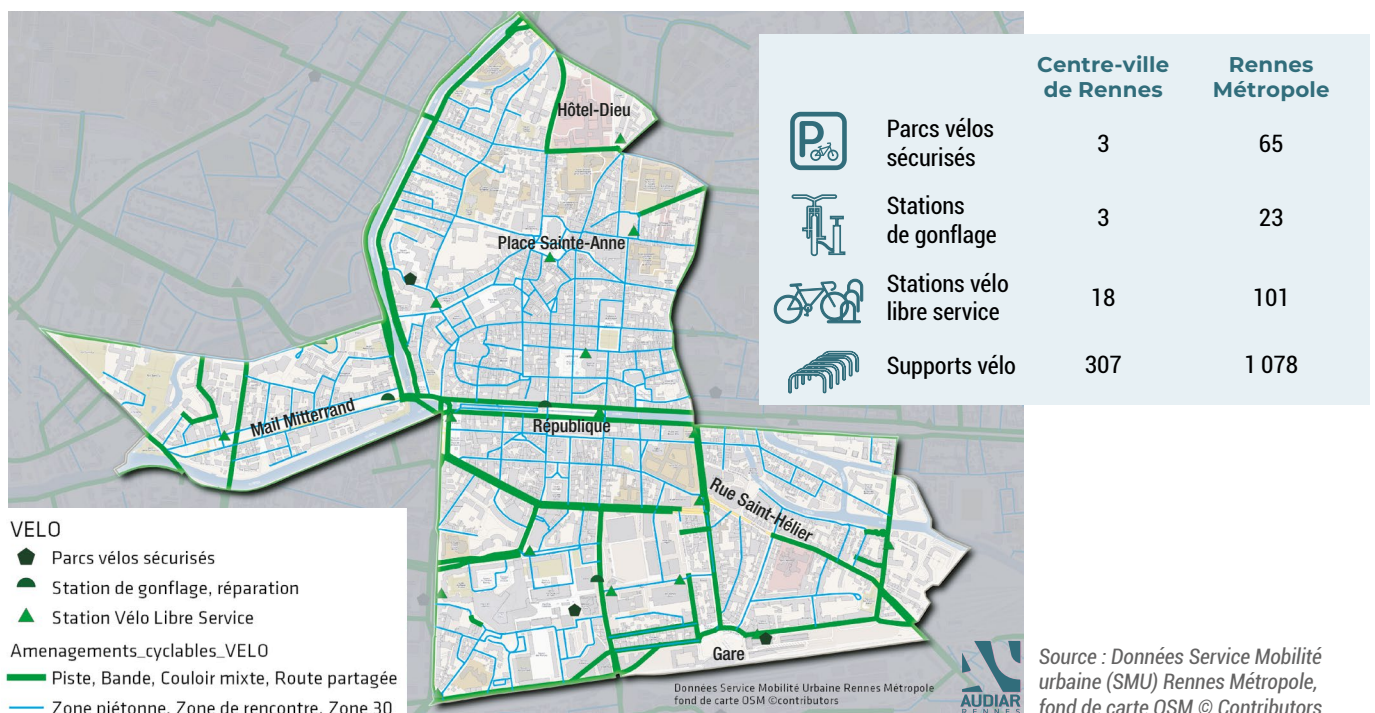 Hôtel-Dieu
Place Sainte-Anne
Mail Mitterrand
République
Rue Saint-Hélier
Gare
Centre-ville
de Rennes
Rennes
Métropole
Parcs vélos
sécurisés
3
65
Stations
de gonflage
3
23
Stations vélo
libre service
18
101
Supports vélo
307
1 078
VELO
Parcs vélos sécurisés
Station de gonflage, réparation
Station Vélo Libre Service
Amenagements_cyclables_VELO
Piste, Bande, Couloir mixte, Route partagée
Zone piétonne, Zone de rencontre, Zone 30
Données Service Mobilité Urbaine Rennes Métropole
fond de carte OSM ©contributors
AUDIAR
RENNES
Source : Données Service Mobilité
urbaine (SMU) Rennes Métropole,
fond de carte OSM © Contributors